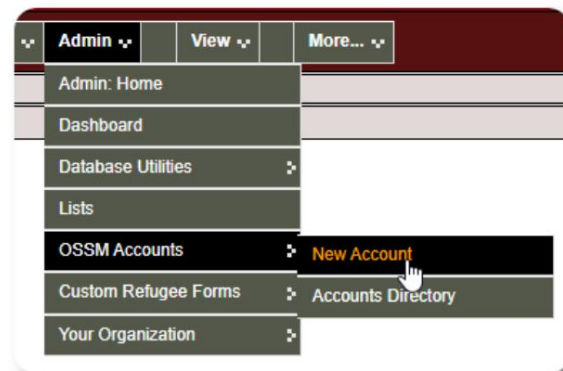 Admin View More...
Admin: Home
Dashboard
Database Utilities
Lists
OSSM Accounts
New Account
Custom Refugee Forms
Accounts Directory
Your Organization